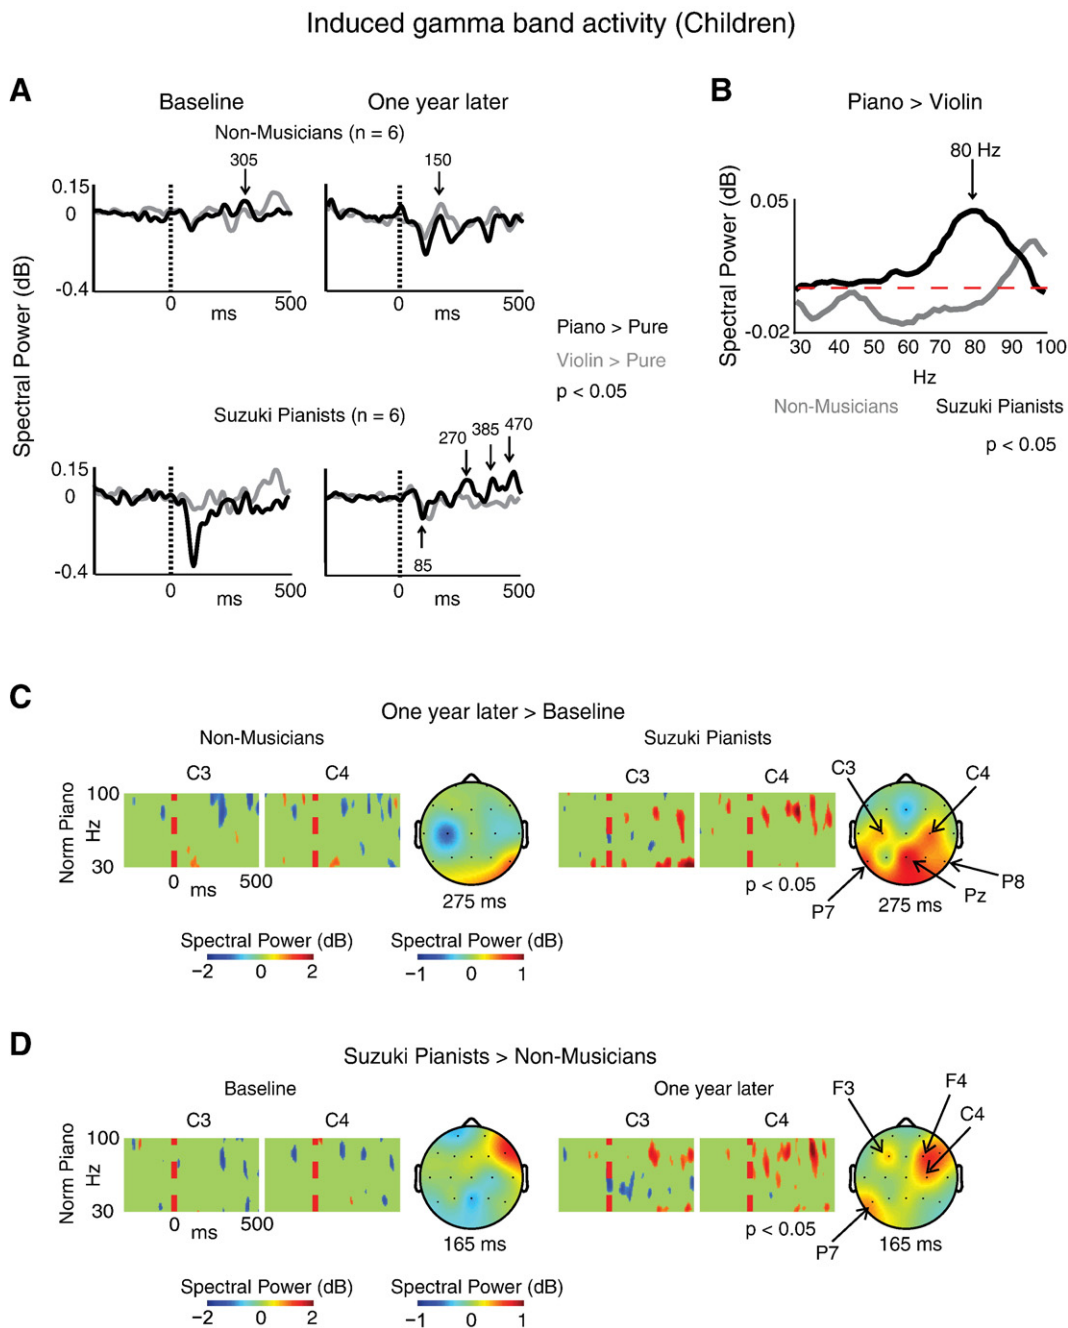 Induced gamma band activity (Children)
A
Baseline
One year later
Non-Musicians (n = 6)
305
150
0.15
0
-0.4
0
ms
500
0
ms
500
Spectral Power (dB)
Piano > Pure
Violin > Pure
p < 0.05
Suzuki Pianists (n = 6)
270
385
470
0.15
0
-0.4
85
0
ms
500
0
ms
500
B
Piano > Violin
80 Hz
Spectral Power (dB)
0.05
-0.02
30 40 50 60 70 80 90 100
Hz
Non-Musicians
Suzuki Pianists
p < 0.05
C
One year later > Baseline
Non-Musicians
Suzuki Pianists
C3
C4
C3
C4
C3
C4
Norm Piano
Hz
100
30
0
ms
500
275 ms
p < 0.05
P7
275 ms
Pz
P8
Spectral Power (dB)
−2 0 2
Spectral Power (dB)
−1 0 1
D
Suzuki Pianists > Non-Musicians
Baseline
One year later
C3
C4
C3
C4
F3
F4
C4
Norm Piano
Hz
100
30
0
ms
500
165 ms
p < 0.05
P7
165 ms
Spectral Power (dB)
−2 0 2
Spectral Power (dB)
−1 0 1